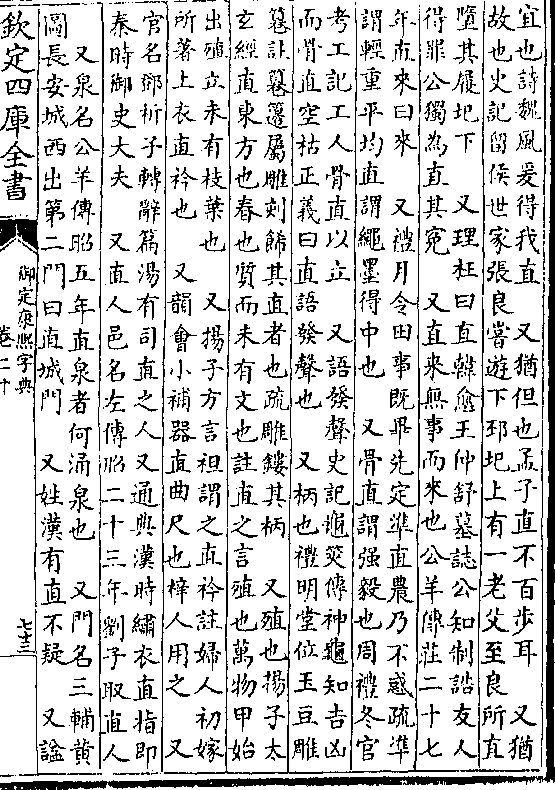 宜也詩魏風爰得我直　又猶但也孟子直不百步耳　又猶
故也史記留侯世家張良嘗遊下邳圯上有一老父至良所直
墮其履圯下　又理枉曰直韓愈王仲舒墓誌公知制誥友人
得罪公獨為直其冤　又直來無事而來也公羊傳莊二十七
年直來曰來　又禮月令田事既畢先定準直農乃不惑疏準
謂輕重平均直謂繩墨得中也　又骨直謂强毅也周禮冬官
考工記工人骨直以立　又語發聲史記龜筴傳神龜知吉凶
而骨直空枯正義曰直語發聲也　又柄也禮明堂位玉豆雕
篹註篹籩屬雕刻飾其直者也疏雕鏤其柄　又殖也揚子太
玄經直東方也春也質而未有文也註直之言殖也萬物甲始
出殖立未有枝葉也　又揚子方言袒謂之直衿註婦人初嫁
所著上衣直衿也　又韻會小補器直曲尺也梓人用之　又
官名鄧析子轉辭篇湯有司直之人又通典漢時繡衣直指即
秦時御史大夫　又直人邑名左傳昭二十三年劉子取直人
又泉名公羊傳昭五年直泉者何涌泉也　又門名三輔黃
圖長安城西出第二門曰直城門　又姓漢有直不疑　又諡
欽定四庫全書
御定康熙字典
卷二十
七十三